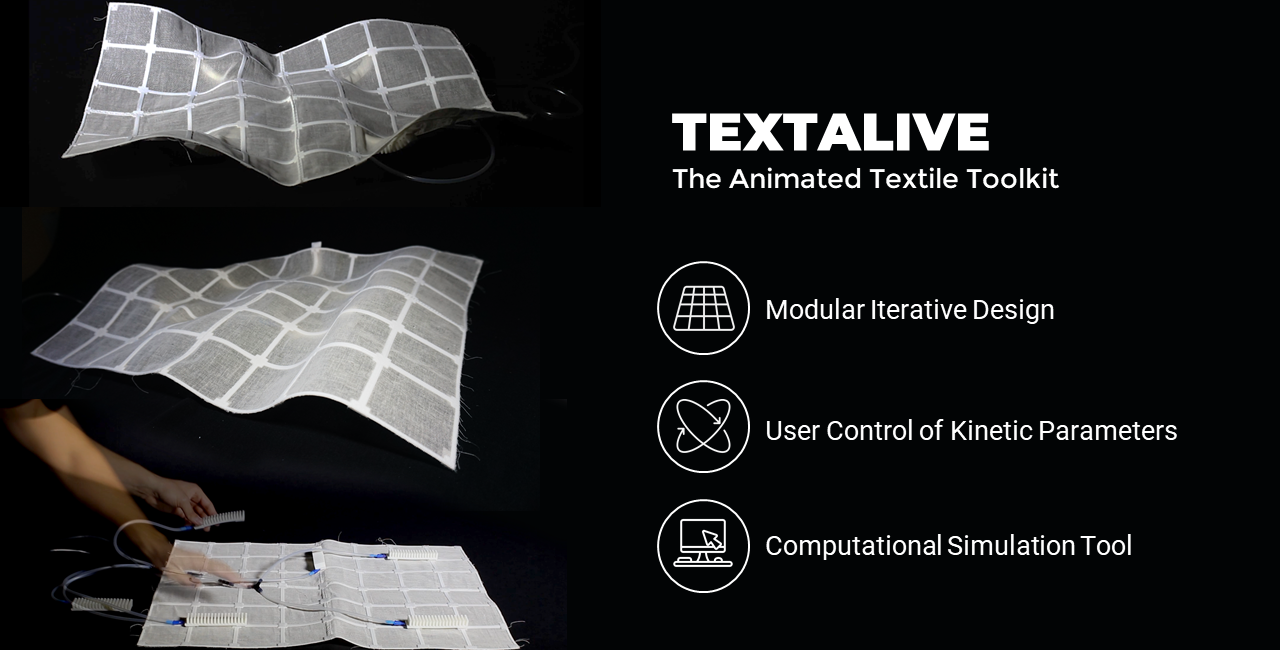 TEXTALIVE
The Animated Textile Toolkit
Modular Iterative Design
User Control of Kinetic Parameters
Computational Simulation Tool